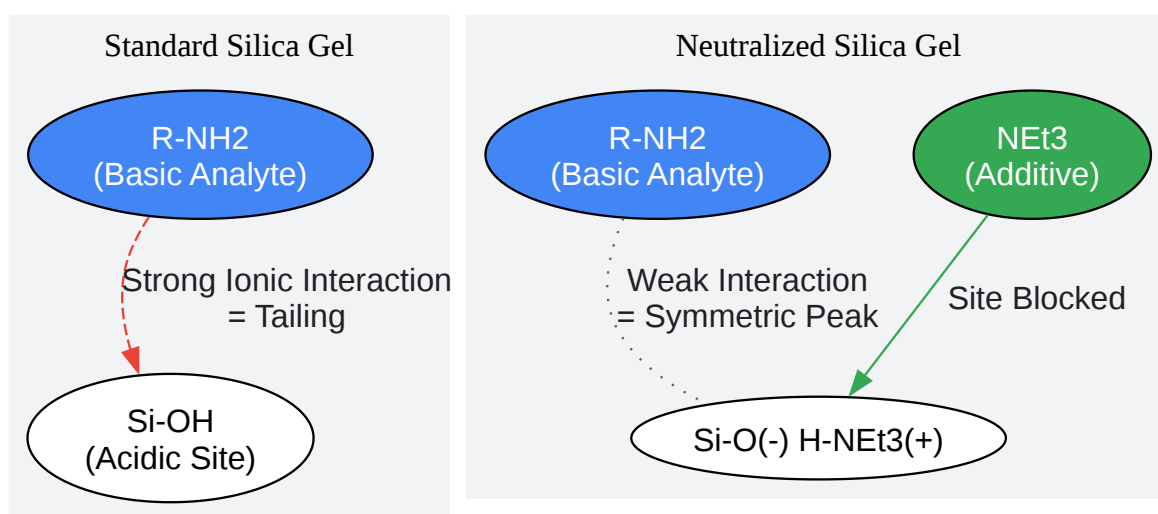 Standard Silica Gel
R-NH2
(Basic Analyte)
Strong Ionic Interaction
= Tailing
Si-OH
(Acidic Site)
Neutralized Silica Gel
R-NH2
(Basic Analyte)
NEt3
(Additive)
Weak Interaction
= Symmetric Peak
Site Blocked
Si-O(-) H-NEt3(+)